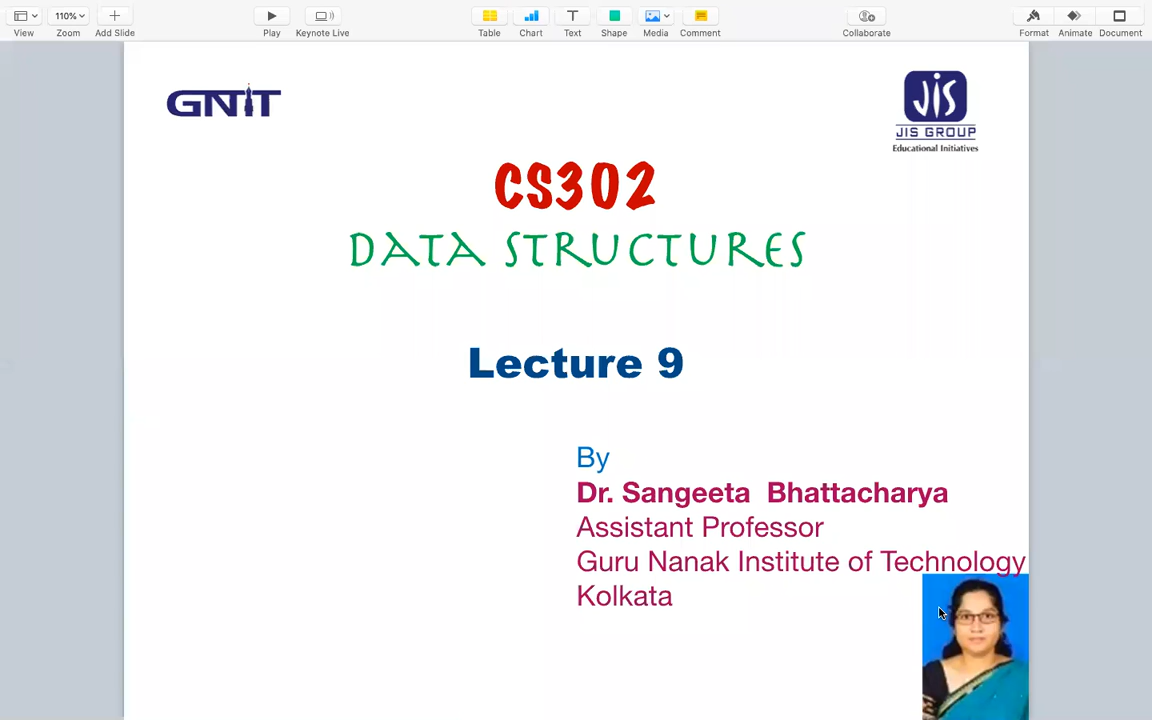 View
110%
Zoom
Add Slide
Play
Keynote Live
Table
Chart
Text
Shape
Media
Comment
Collaborate
Format
Animate
Document
GNIT
JIS
JIS GROUP
Educational Initiatives
CS302
DATA STRUCTURES
Lecture 9
By
Dr. Sangeeta Bhattacharya
Assistant Professor
Guru Nanak Institute of Technology
Kolkata